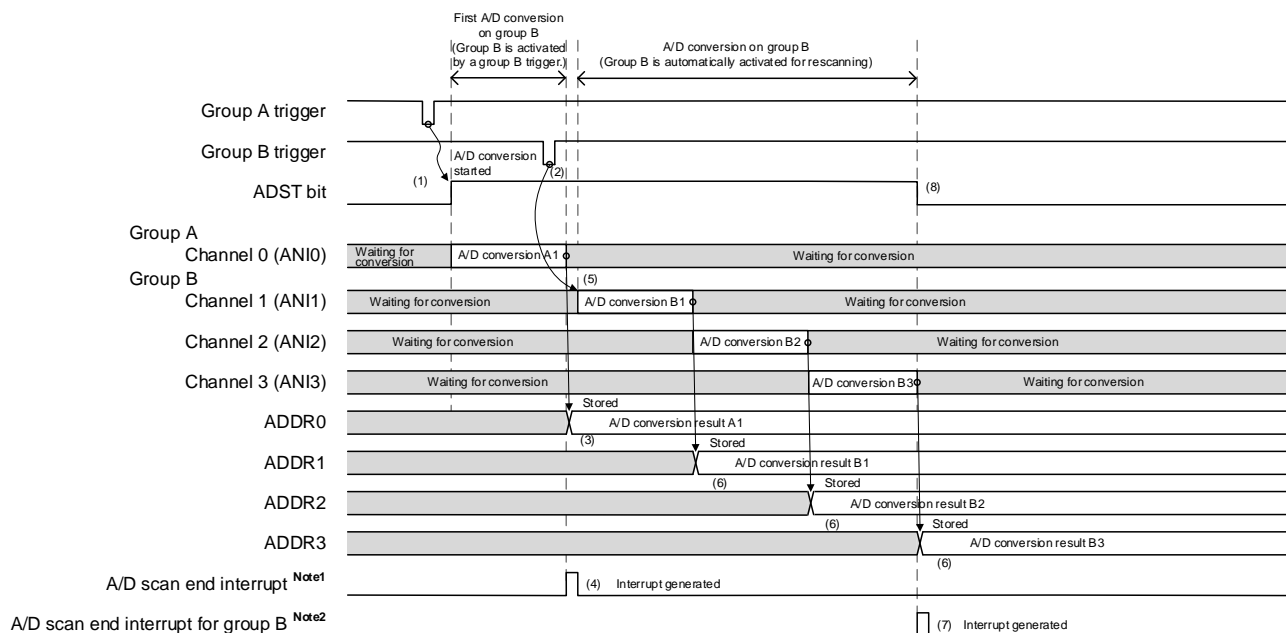 First A/D conversion
on group B
(Group B is activated
by a group B trigger.)
A/D conversion on group B
(Group B is automatically activated for rescanning)
Group A trigger
Group B trigger
A/D conversion
started
(1)
(2)
ADST bit
(8)
Group A
Channel 0 (ANI0)
Waiting for
conversion
A/D conversion A1
Waiting for conversion
Group B
(5)
Channel 1 (ANI1)
Waiting for conversion
A/D conversion B1
Waiting for conversion
Channel 2 (ANI2)
Waiting for conversion
A/D conversion B2
Waiting for conversion
Channel 3 (ANI3)
Waiting for conversion
A/D conversion B3
Waiting for conversion
Stored
ADDR0
A/D conversion result A1
(3)
Stored
ADDR1
A/D conversion result B1
(6)
Stored
ADDR2
A/D conversion result B2
(6)
Stored
ADDR3
A/D conversion result B3
(6)
A/D scan end interrupt Note1
(4) Interrupt generated
A/D scan end interrupt for group B Note2
(7) Interrupt generated